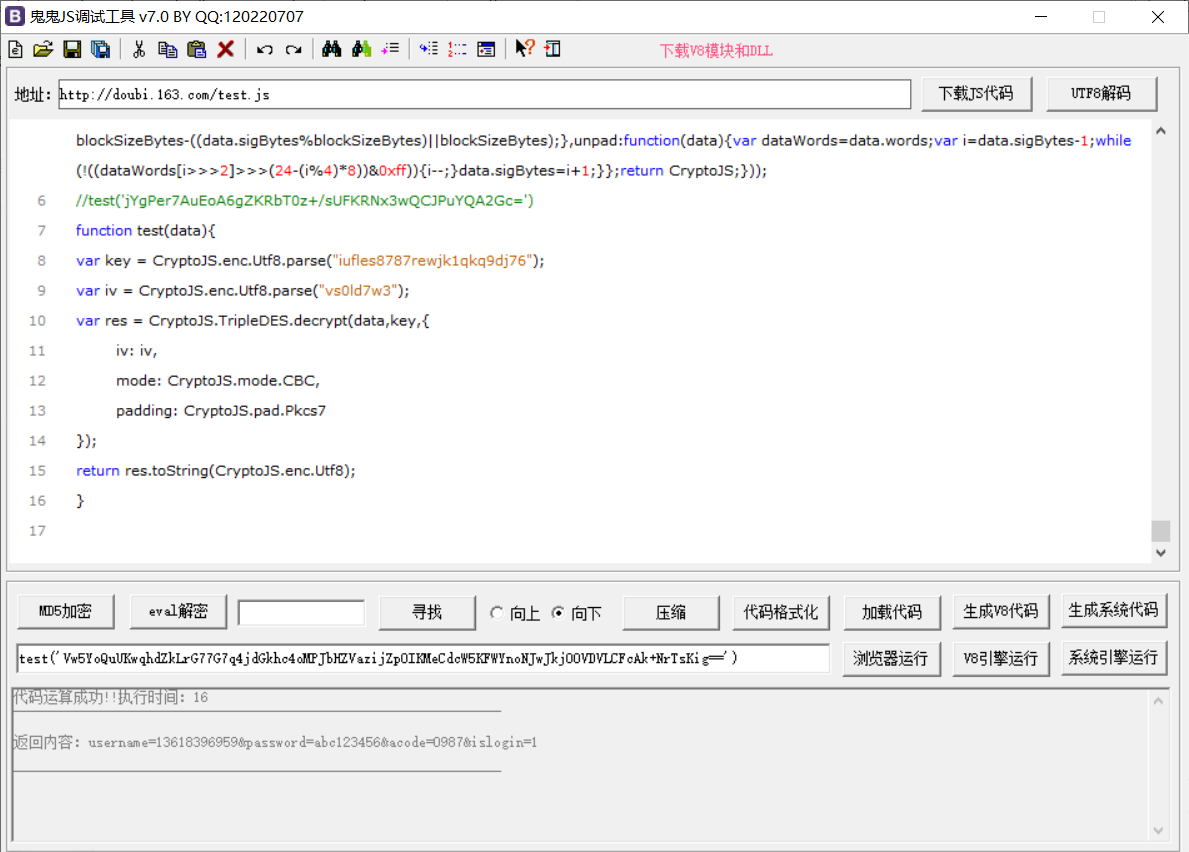 B 鬼鬼JS调试工具 v7.0 BY QQ:120220707
下载V8模块和DLL
地址: http://doubi.163.com/test.js 下载JS代码 UTF8解码
blockSizeBytes-((data.sigBytes%blockSizeBytes)||blockSizeBytes);},unpad:function(data){var dataWords=data.words;var i=data.sigBytes-1;while
(!((dataWords[i>>>2]>>>(24-(i%4)*8))&0xff)){i--;}data.sigBytes=i+1;}};return CryptoJS;}));
6 //test('jYgPer7AuEoA6gZKRbT0z+/sUFKRNx3wQCJPuYQA2Gc=')
7 function test(data){
8 var key = CryptoJS.enc.Utf8.parse("iufles8787rewjk1qkq9dj76");
9 var iv = CryptoJS.enc.Utf8.parse("vs0ld7w3");
10 var res = CryptoJS.TripleDES.decrypt(data,key,{
11 iv: iv,
12 mode: CryptoJS.mode.CBC,
13 padding: CryptoJS.pad.Pkcs7
14 });
15 return res.toString(CryptoJS.enc.Utf8);
16 }
17
MD5加密 eval解密 寻找 向上 向下 压缩 代码格式化 加载代码 生成V8代码 生成系统代码
test('Vw5YoQuUKwqhdZkLrG77G7q4jdGkhc4oMPJbHZVazijZpOIKMeCdcW5KFWYnoNJwJkjOOVDVLCFcAk+NrTsKig==') 浏览器运行 V8引擎运行 系统引擎运行
代码运算成功!!执行时间: 16
返回内容: username=13618396959&password=abc123456&acode=0987&islogin=1